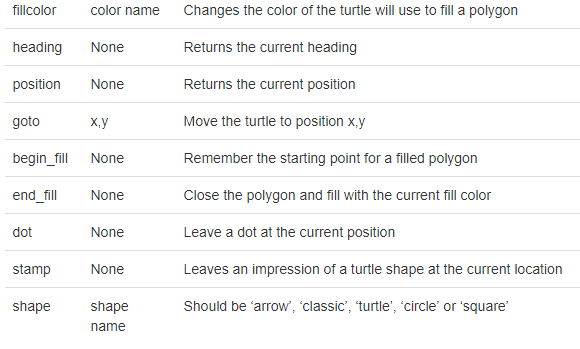 fillcolor color name Changes the color of the turtle will use to fill a polygon
heading None Returns the current heading
position None Returns the current position
goto x,y Move the turtle to position x,y
begin_fill None Remember the starting point for a filled polygon
end_fill None Close the polygon and fill with the current fill color
dot None Leave a dot at the current position
stamp None Leaves an impression of a turtle shape at the current location
shape shape name Should be ‘arrow’, ‘classic’, ‘turtle’, ‘circle’ or ‘square’